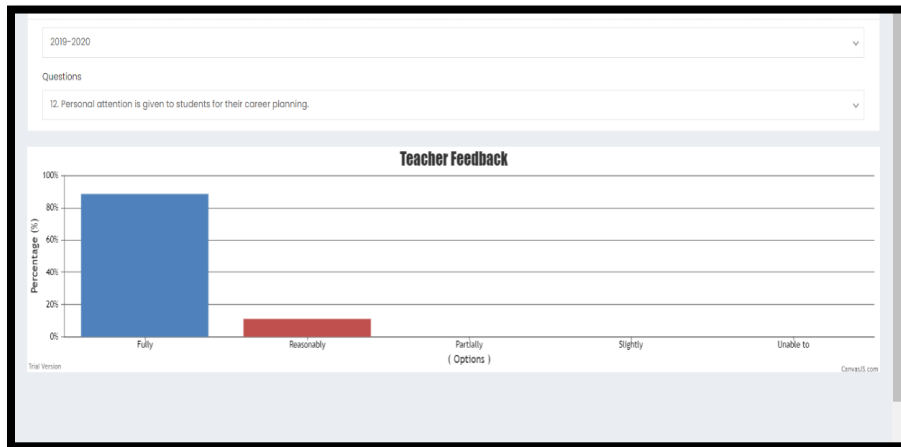 2019-2020
Questions
12. Personal attention is given to students for their career planning.
Teacher Feedback
100%
80%
60%
40%
20%
0%
Percentage (%)
Fully Reasonably Partially Slightly Unable to
( Options )
Trial Version CanvasJS.com